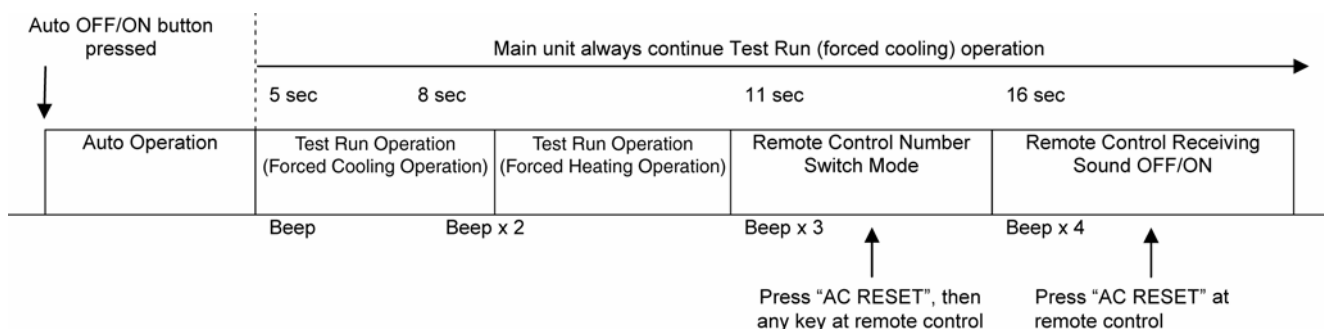 Auto OFF/ON button
pressed
Main unit always continue Test Run (forced cooling) operation
5 sec
8 sec
11 sec
16 sec
Auto Operation
Test Run Operation
(Forced Cooling Operation)
Test Run Operation
(Forced Heating Operation)
Remote Control Number
Switch Mode
Remote Control Receiving
Sound OFF/ON
Beep
Beep x 2
Beep x 3
Beep x 4
Press “AC RESET”, then
any key at remote control
Press “AC RESET” at
remote control